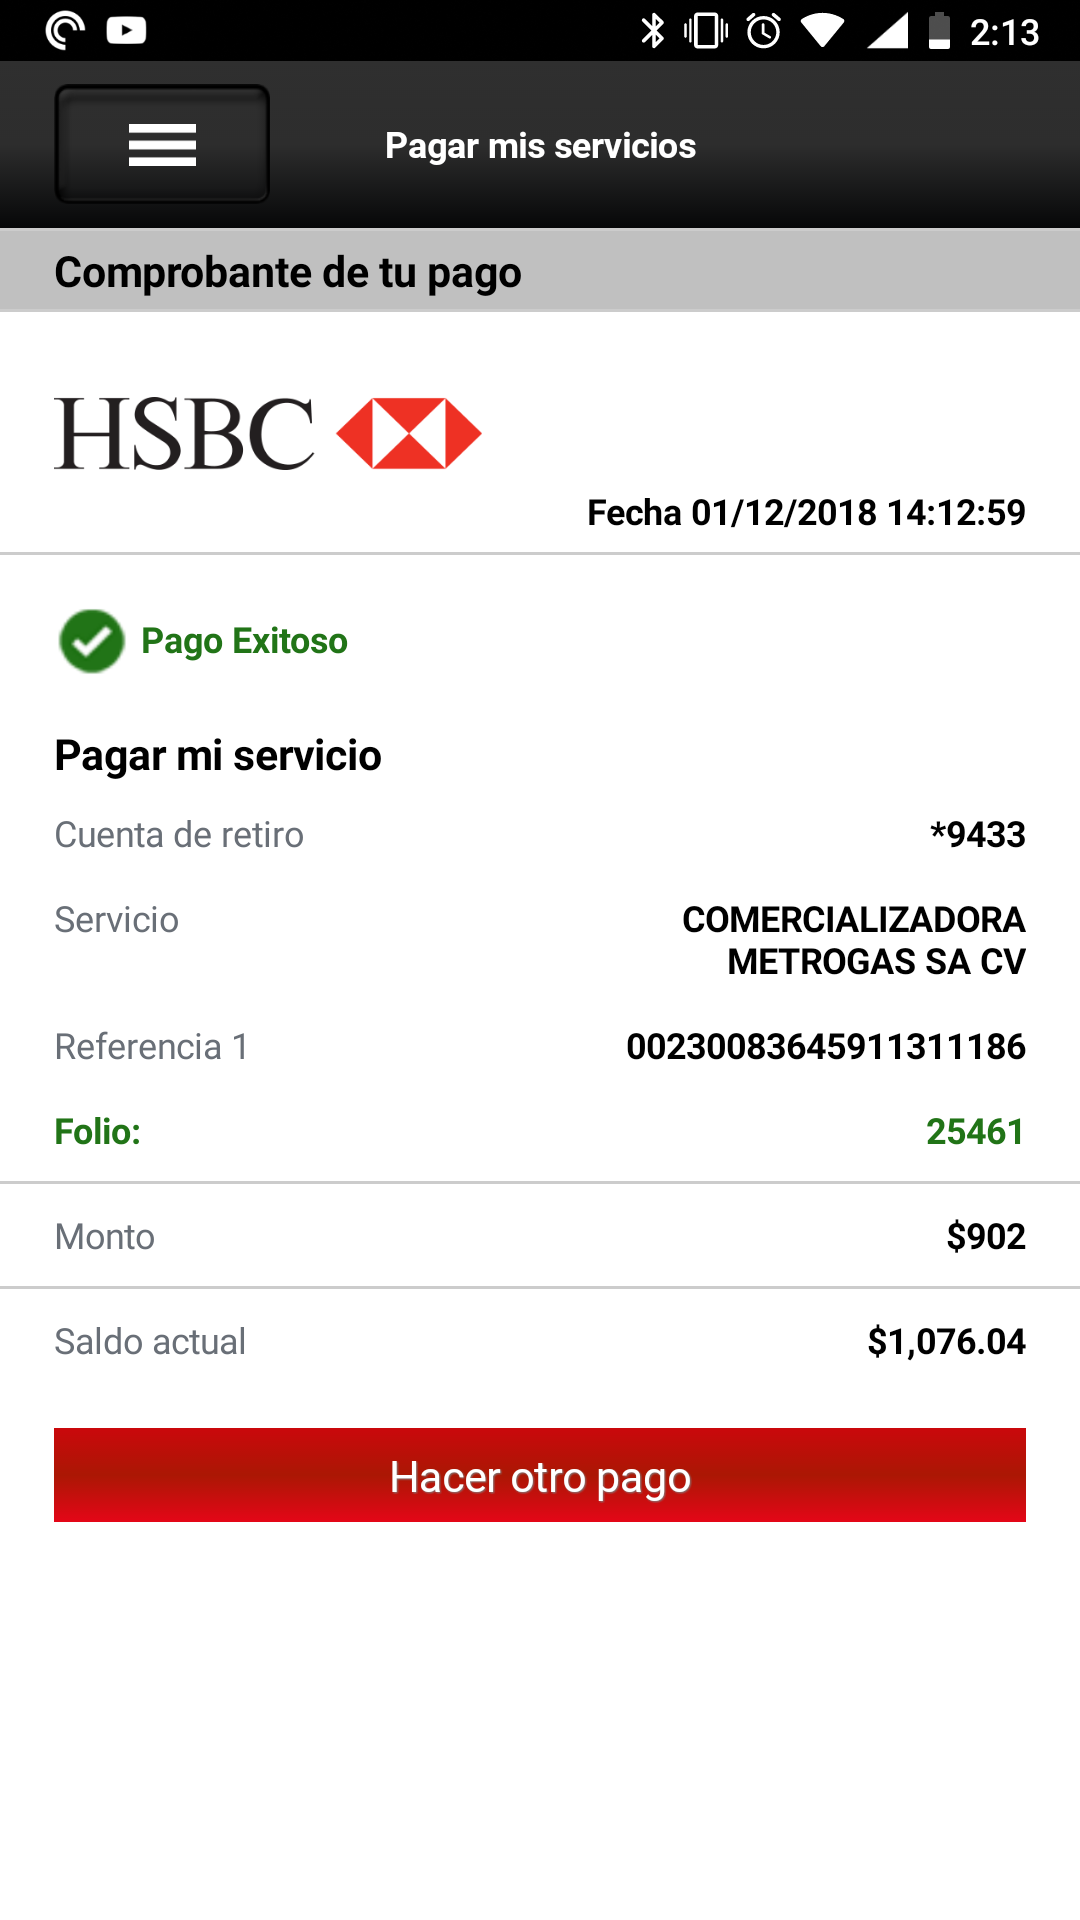 2:13
Pagar mis servicios
Comprobante de tu pago
HSBC
Fecha 01/12/2018 14:12:59
Pago Exitoso
Pagar mi servicio
Cuenta de retiro *9433
Servicio COMERCIALIZADORA
METROGAS SA CV
Referencia 1 00230083645911311186
Folio: 25461
Monto $902
Saldo actual $1,076.04
Hacer otro pago